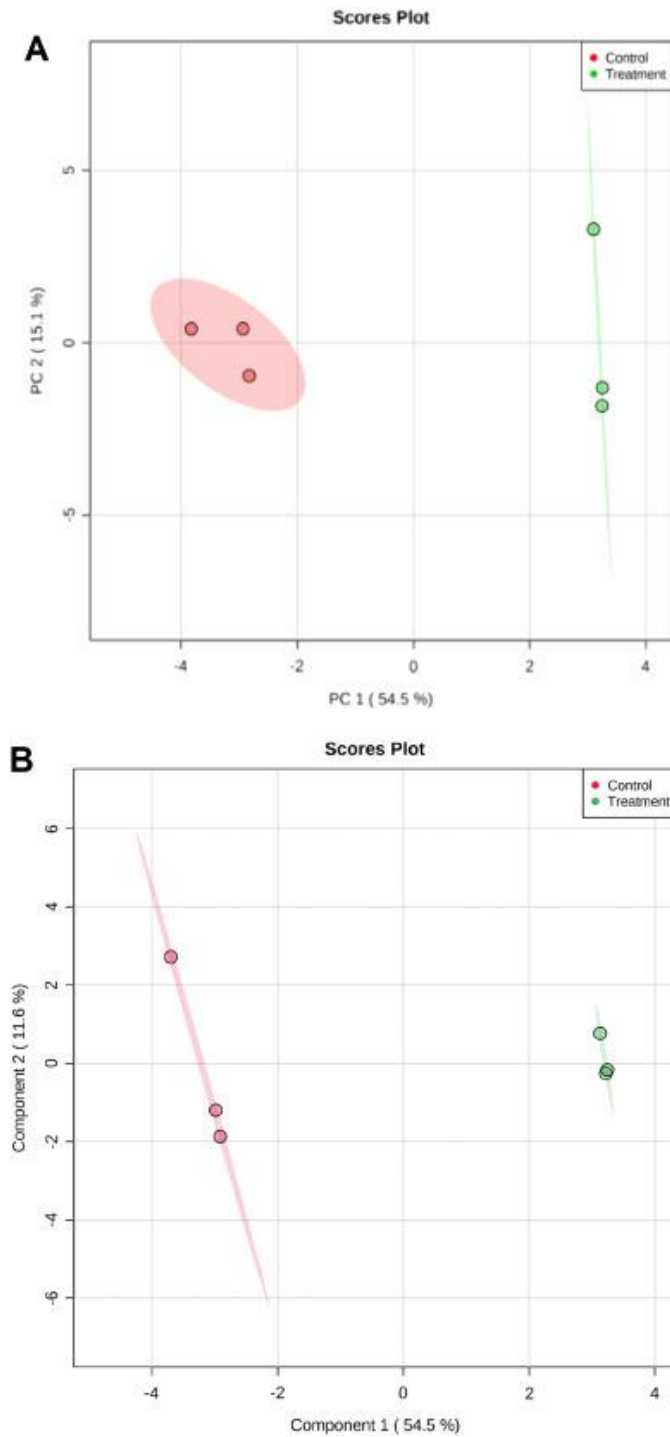 Scores Plot
A
Control
Treatment
5
0
-5
PC 2 ( 15.1 %)
-4
-2
0
2
4
PC 1 ( 54.5 %)
B
Scores Plot
Control
Treatment
6
4
2
0
-2
-4
-6
Component 2 ( 11.6 %)
-4
-2
0
2
4
Component 1 ( 54.5 %)